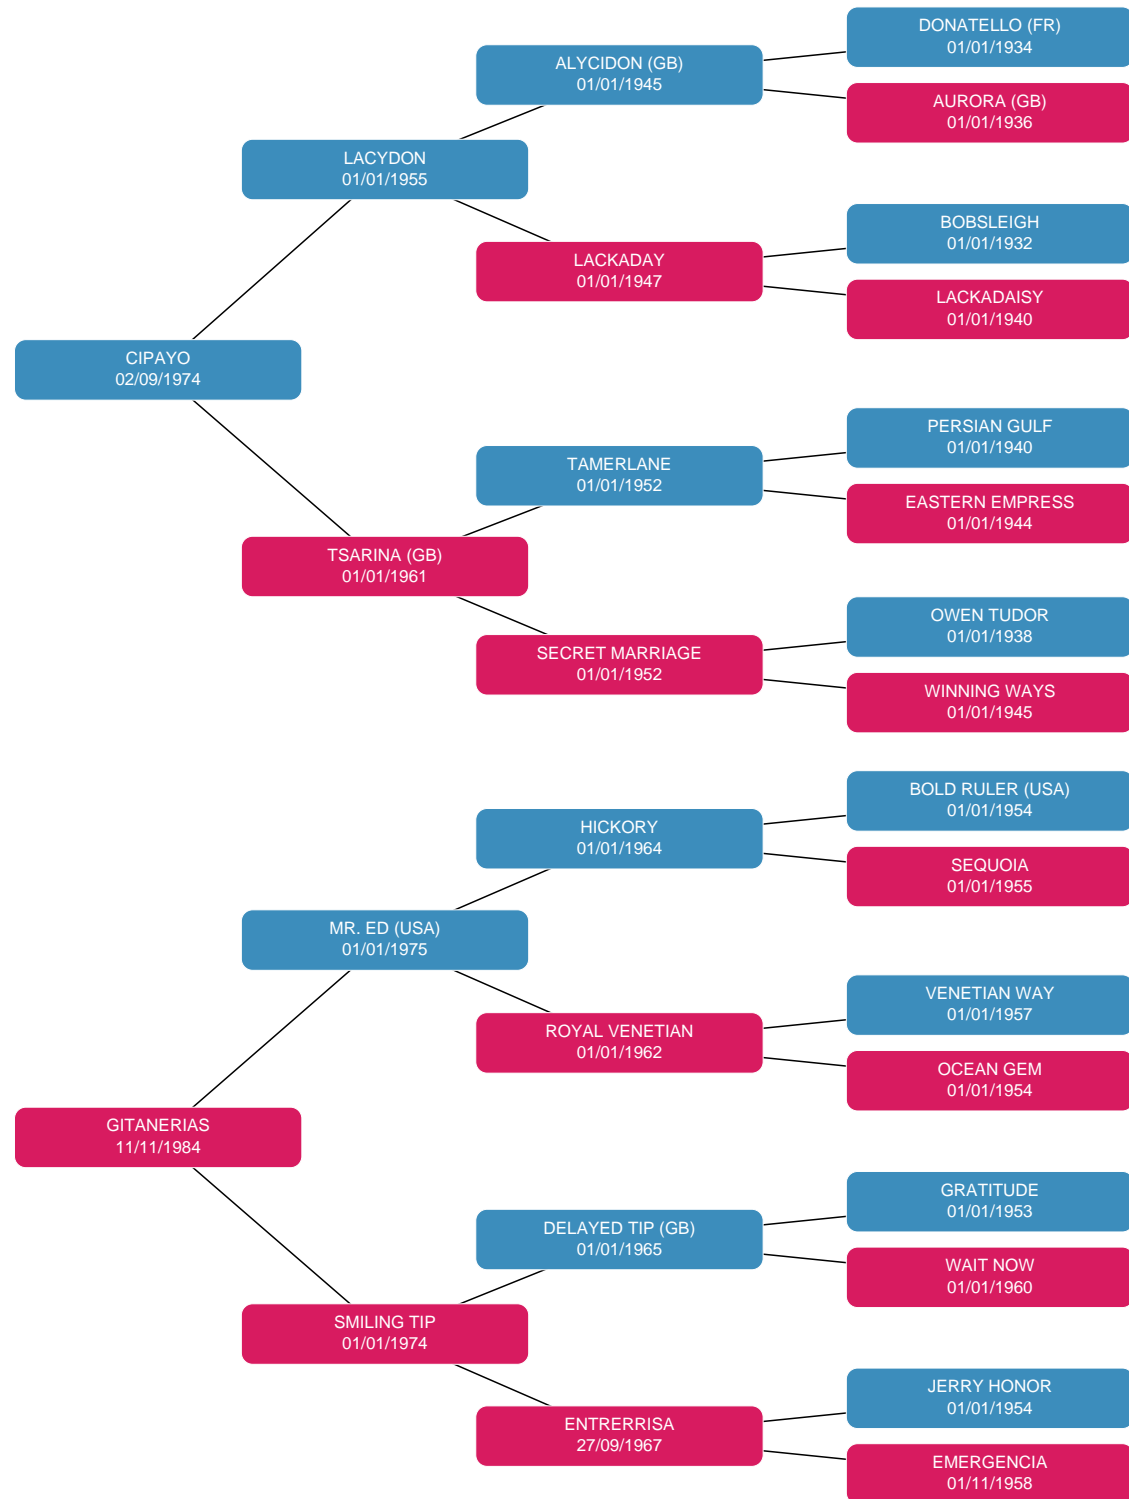 DONATELLO (FR)
01/01/1934
ALYCIDON (GB)
01/01/1945
AURORA (GB)
01/01/1936
LACYDON
01/01/1955
BOBSLEIGH
01/01/1932
LACKADAY
01/01/1947
LACKADAISY
01/01/1940
CIPAYO
02/09/1974
PERSIAN GULF
01/01/1940
TAMERLANE
01/01/1952
EASTERN EMPRESS
01/01/1944
TSARINA (GB)
01/01/1961
OWEN TUDOR
01/01/1938
SECRET MARRIAGE
01/01/1952
WINNING WAYS
01/01/1945
BOLD RULER (USA)
01/01/1954
HICKORY
01/01/1964
SEQUOIA
01/01/1955
MR. ED (USA)
01/01/1975
VENETIAN WAY
01/01/1957
ROYAL VENETIAN
01/01/1962
OCEAN GEM
01/01/1954
GITANERIAS
11/11/1984
GRATITUDE
01/01/1953
DELAYED TIP (GB)
01/01/1965
WAIT NOW
01/01/1960
SMILING TIP
01/01/1974
JERRY HONOR
01/01/1954
ENTRERRISA
27/09/1967
EMERGENCIA
01/11/1958